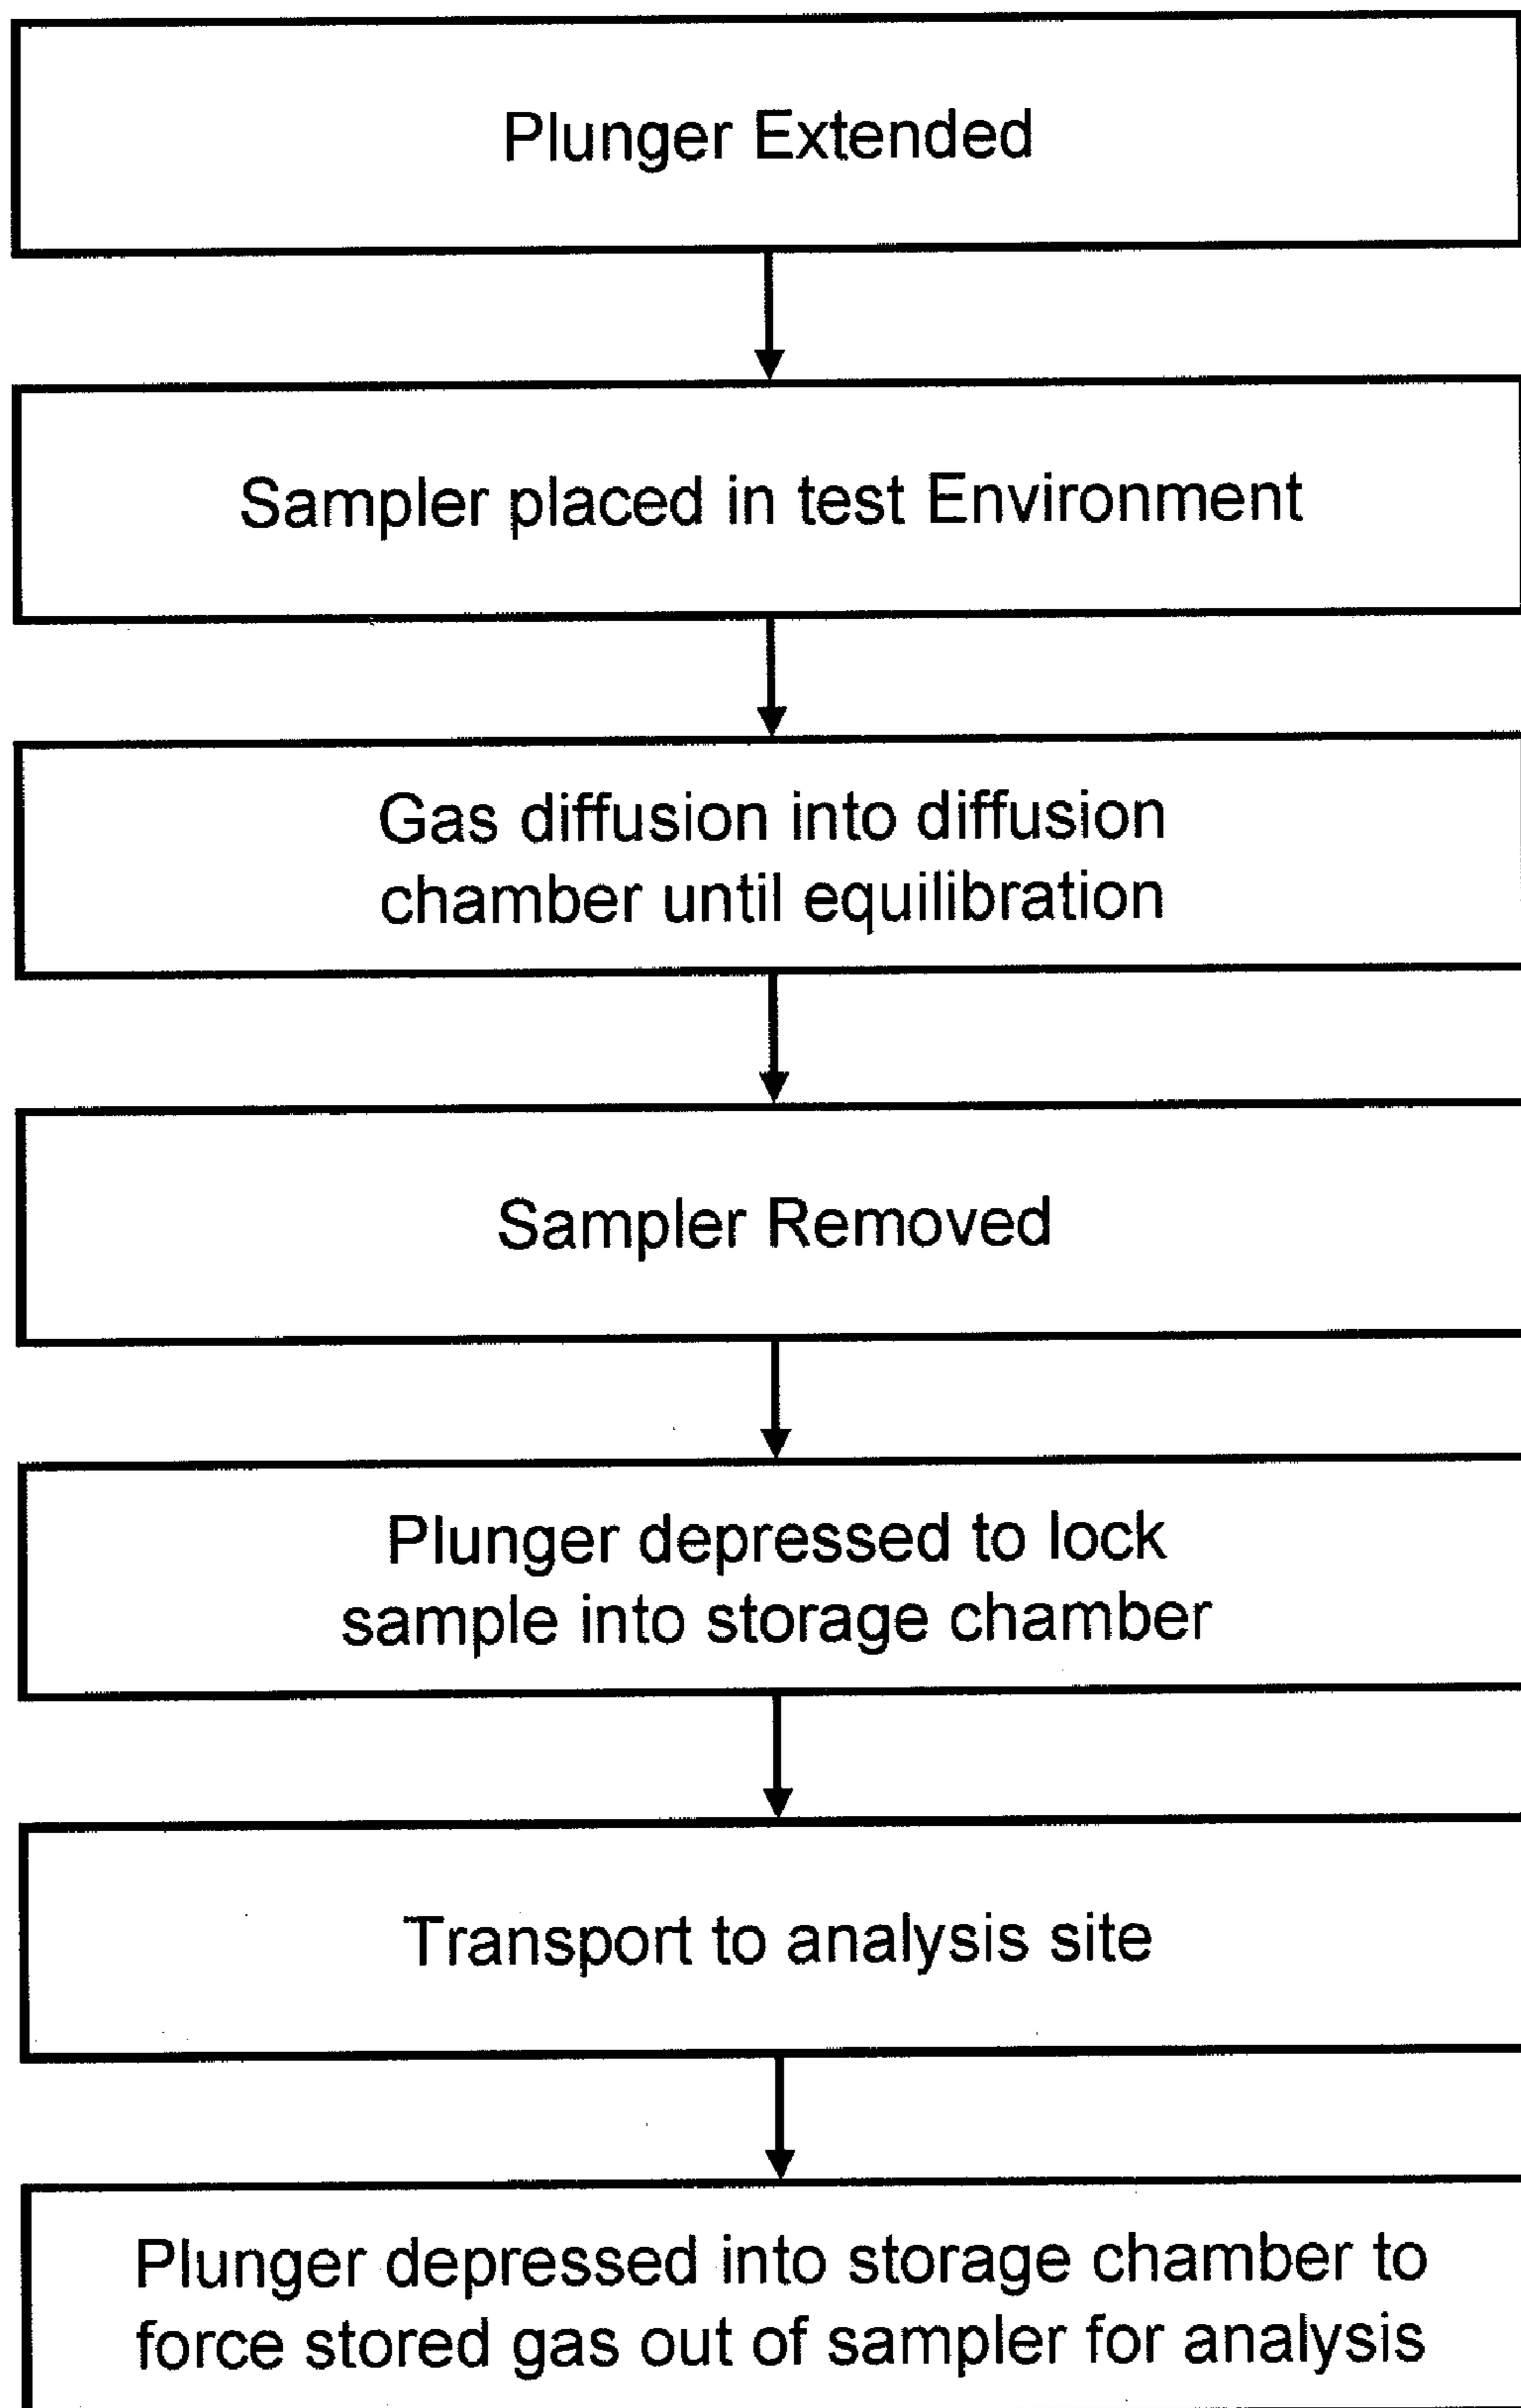 Plunger Extended
Sampler placed in test Environment
Gas diffusion into diffusion
chamber until equilibration
Sampler Removed
Plunger depressed to lock
sample into storage chamber
Transport to analysis site
Plunger depressed into storage chamber to
force stored gas out of sampler for analysis